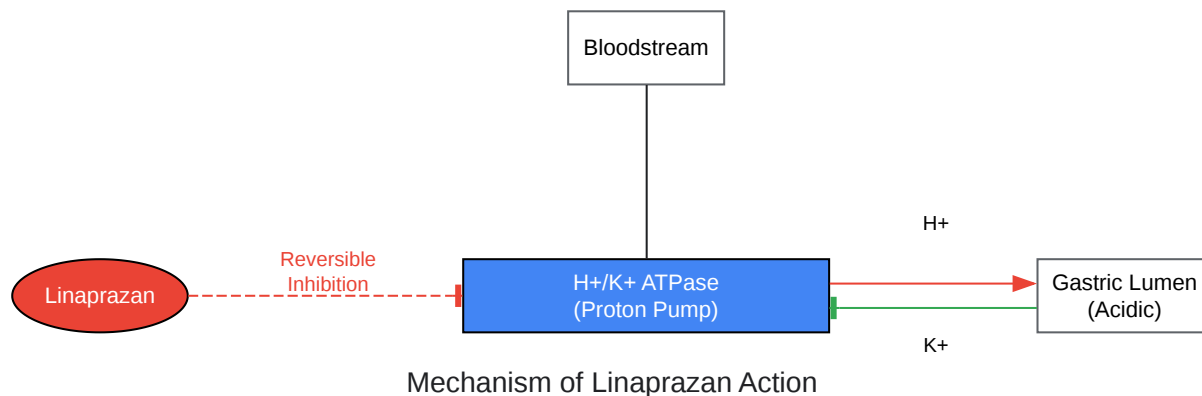 Bloodstream
H+
Reversible
Inhibition
Linaprazan
H+/K+ ATPase
(Proton Pump)
Gastric Lumen
(Acidic)
K+
Mechanism of Linaprazan Action